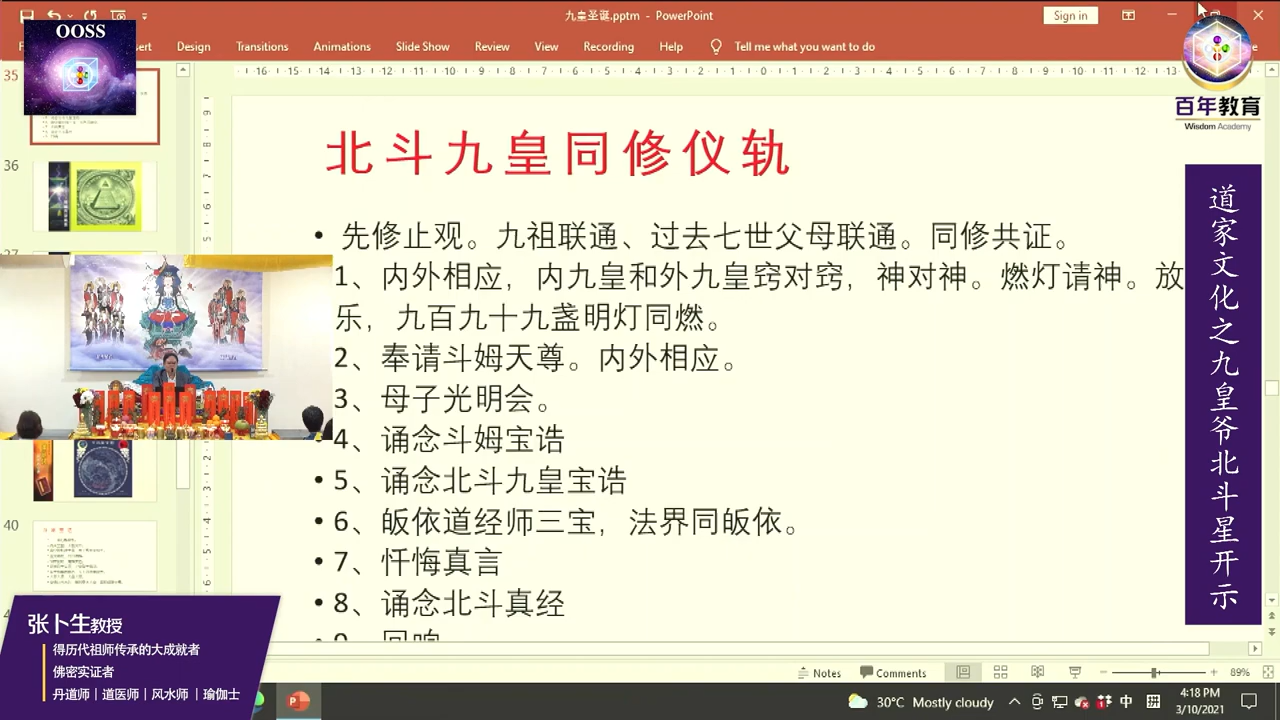 九皇圣诞.pptm - PowerPoint
Sign in
OOSS
Design Transitions Animations Slide Show Review View Recording Help Tell me what you want to do
百年教育
Wisdom Academy
35
36
40
北斗九皇同修仪轨
• 先修止观。九祖联通、过去七世父母联通。同修共证。
1、内外相应，内九皇和外九皇窍对窍，神对神。燃灯请神。放
乐，九百九十九盏明灯同燃。
2、奉请斗姆天尊。内外相应。
3、母子光明会。
4、诵念斗姆宝诰
• 5、诵念北斗九皇宝诰
• 6、皈依道经师三宝，法界同皈依。
• 7、忏悔真言
• 8、诵念北斗真经
道家文化之九皇爷北斗星开示
张卜生教授
得历代祖师传承的大成就者
佛密实证者
丹道师｜道医师｜风水师｜瑜伽士
Notes Comments 89%
30°C Mostly cloudy
中
4:18 PM
3/10/2021